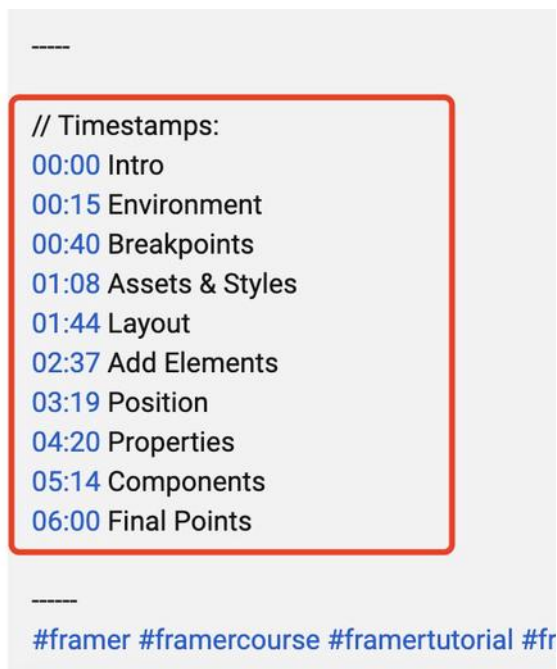 -----
// Timestamps:
00:00 Intro
00:15 Environment
00:40 Breakpoints
01:08 Assets & Styles
01:44 Layout
02:37 Add Elements
03:19 Position
04:20 Properties
05:14 Components
06:00 Final Points
------
#framer #framercourse #framertutorial #fr